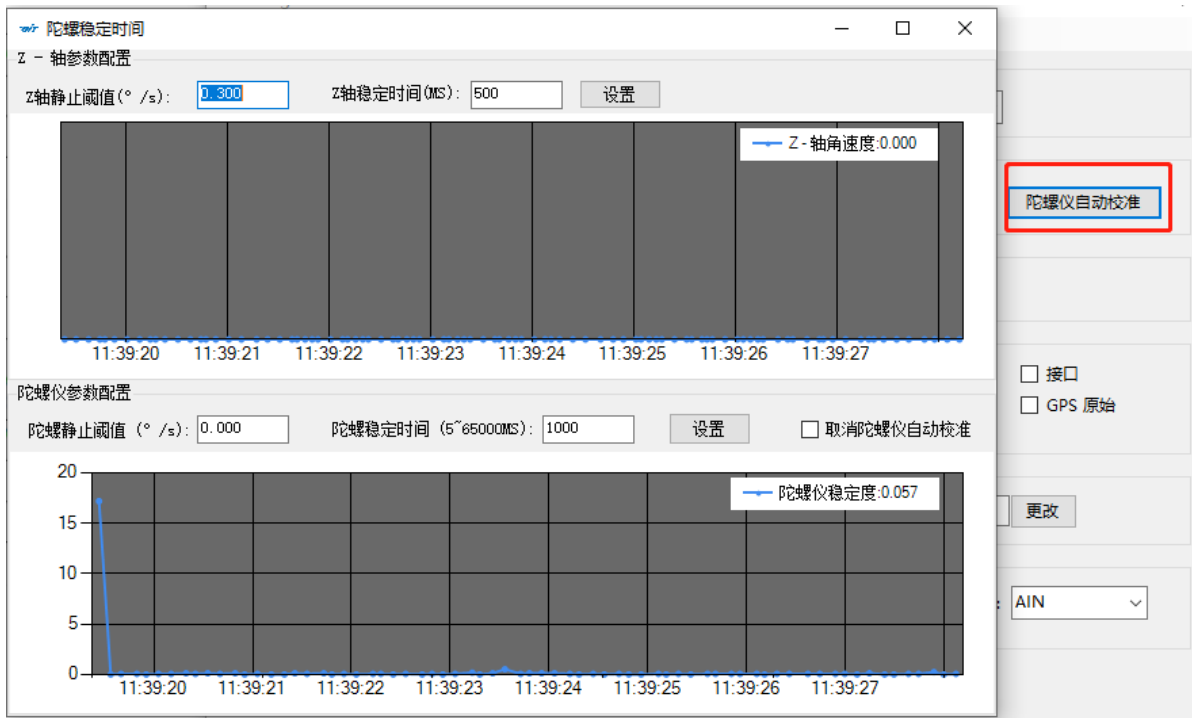 陀螺稳定时间
Z - 轴参数配置
Z轴静止阈值(° /s): 0.300 Z轴稳定时间(MS): 500 设置
Z - 轴角速度:0.000
11:39:20 11:39:21 11:39:22 11:39:23 11:39:24 11:39:25 11:39:26 11:39:27
陀螺仪参数配置
陀螺静止阈值 (° /s): 0.000 陀螺稳定时间 (5~65000MS): 1000 设置 取消陀螺仪自动校准
陀螺仪稳定度:0.057
20
15
10
5
0
11:39:20 11:39:21 11:39:22 11:39:23 11:39:24 11:39:25 11:39:26 11:39:27
陀螺仪自动校准
接口
GPS 原始
更改
: AIN